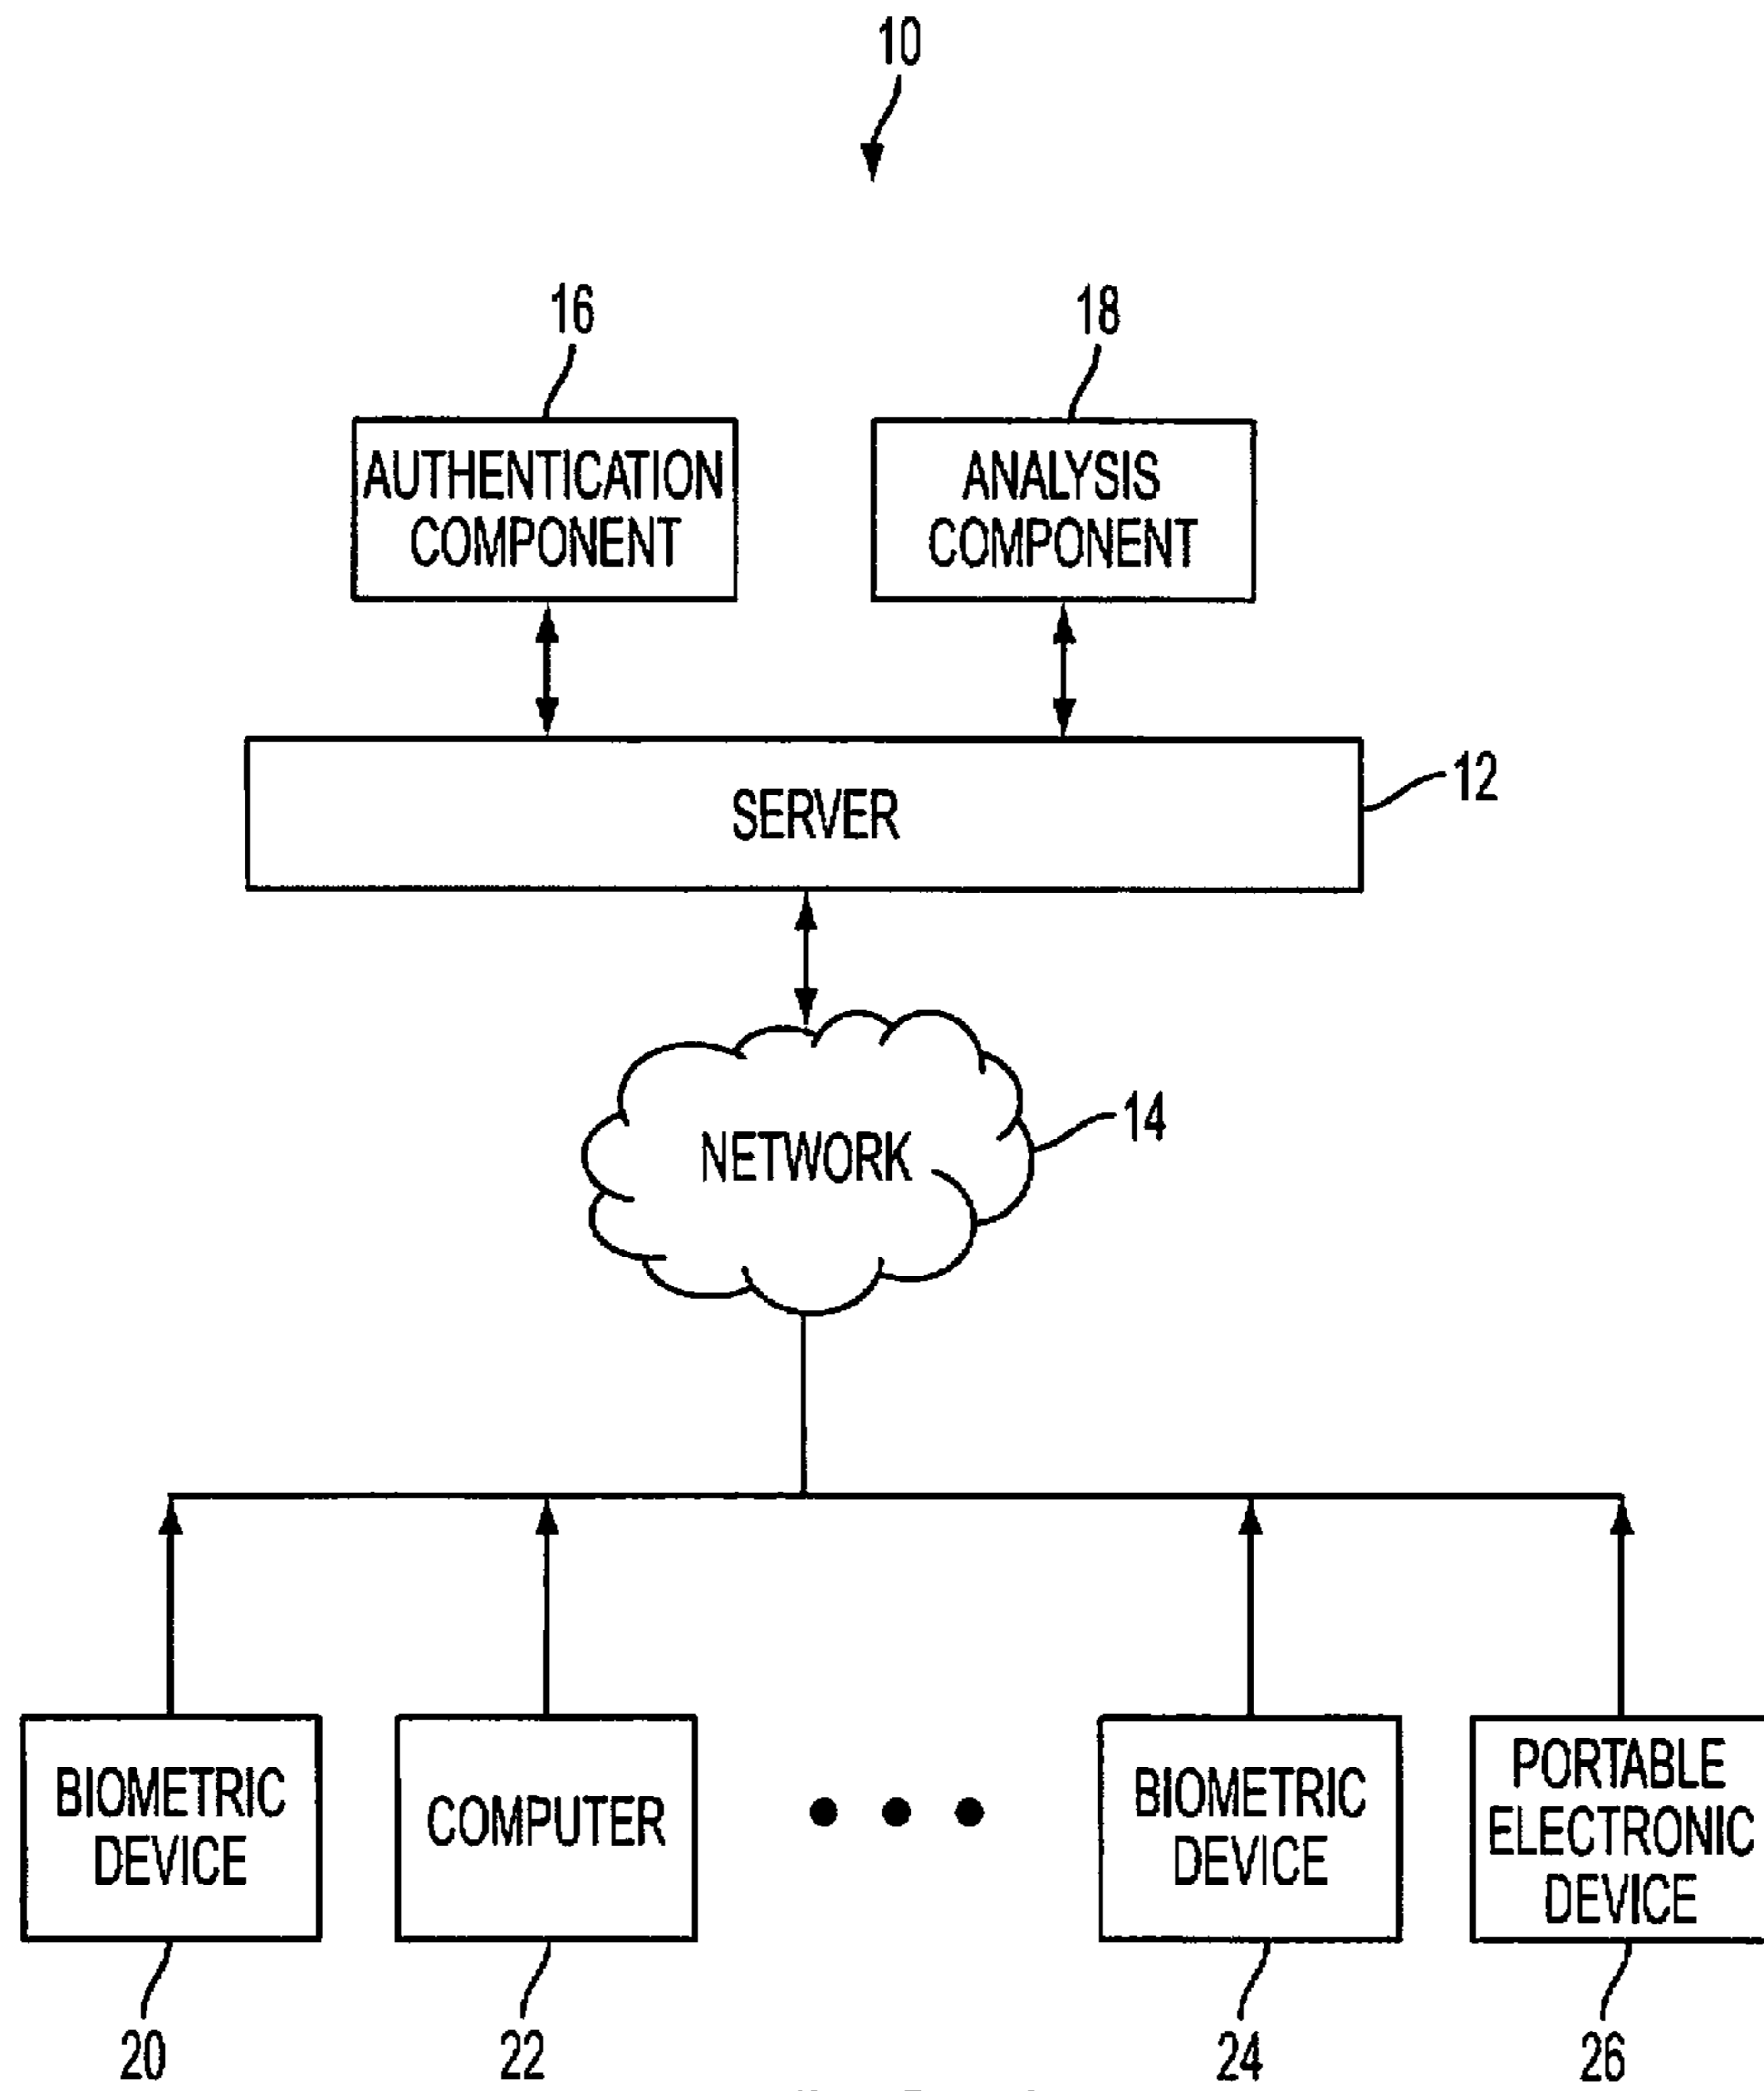 10
16
18
AUTHENTICATION
COMPONENT
ANALYSIS
COMPONENT
12
SERVER
14
NETWORK
BIOMETRIC
DEVICE
COMPUTER
BIOMETRIC
DEVICE
PORTABLE
ELECTRONIC
DEVICE
20
22
24
26